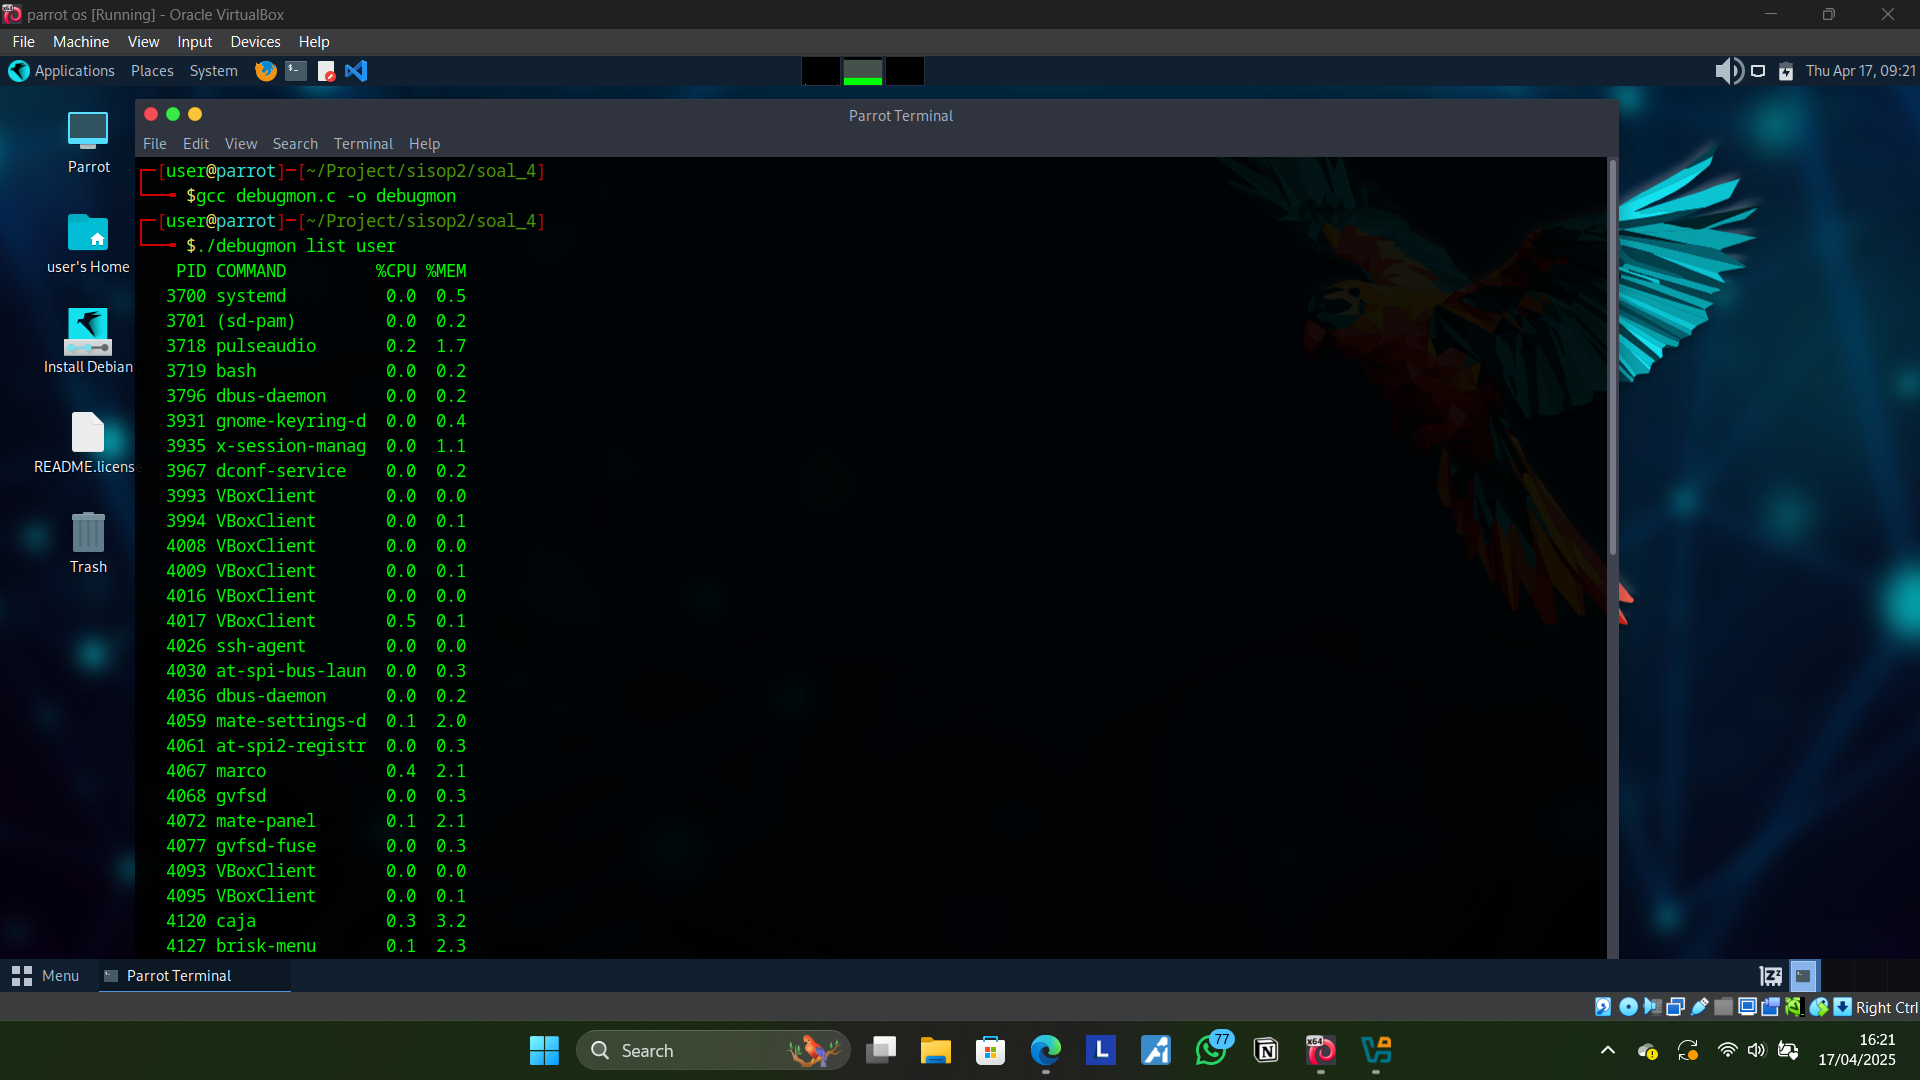 parrot os [Running] - Oracle VirtualBox
File Machine View Input Devices Help
Applications Places System
Thu Apr 17, 09:21
Parrot
user's Home
Install Debian
README.license
Trash
Parrot Terminal
File Edit View Search Terminal Help
┌─[user@parrot]─[~/Project/sisop2/soal_4]
└──╼ $gcc debugmon.c -o debugmon
┌─[user@parrot]─[~/Project/sisop2/soal_4]
└──╼ $./debugmon list user
PID COMMAND %CPU %MEM
3700 systemd 0.0 0.5
3701 (sd-pam) 0.0 0.2
3718 pulseaudio 0.2 1.7
3719 bash 0.0 0.2
3796 dbus-daemon 0.0 0.2
3931 gnome-keyring-d 0.0 0.4
3935 x-session-manag 0.0 1.1
3967 dconf-service 0.0 0.2
3993 VBoxClient 0.0 0.0
3994 VBoxClient 0.0 0.1
4008 VBoxClient 0.0 0.0
4009 VBoxClient 0.0 0.1
4016 VBoxClient 0.0 0.0
4017 VBoxClient 0.5 0.1
4026 ssh-agent 0.0 0.0
4030 at-spi-bus-laun 0.0 0.3
4036 dbus-daemon 0.0 0.2
4059 mate-settings-d 0.1 2.0
4061 at-spi2-registr 0.0 0.3
4067 marco 0.4 2.1
4068 gvfsd 0.0 0.3
4072 mate-panel 0.1 2.1
4077 gvfsd-fuse 0.0 0.3
4093 VBoxClient 0.0 0.0
4095 VBoxClient 0.0 0.1
4120 caja 0.3 3.2
4127 brisk-menu 0.1 2.3
Menu Parrot Terminal
Right Ctrl
Search
77
16:21
17/04/2025